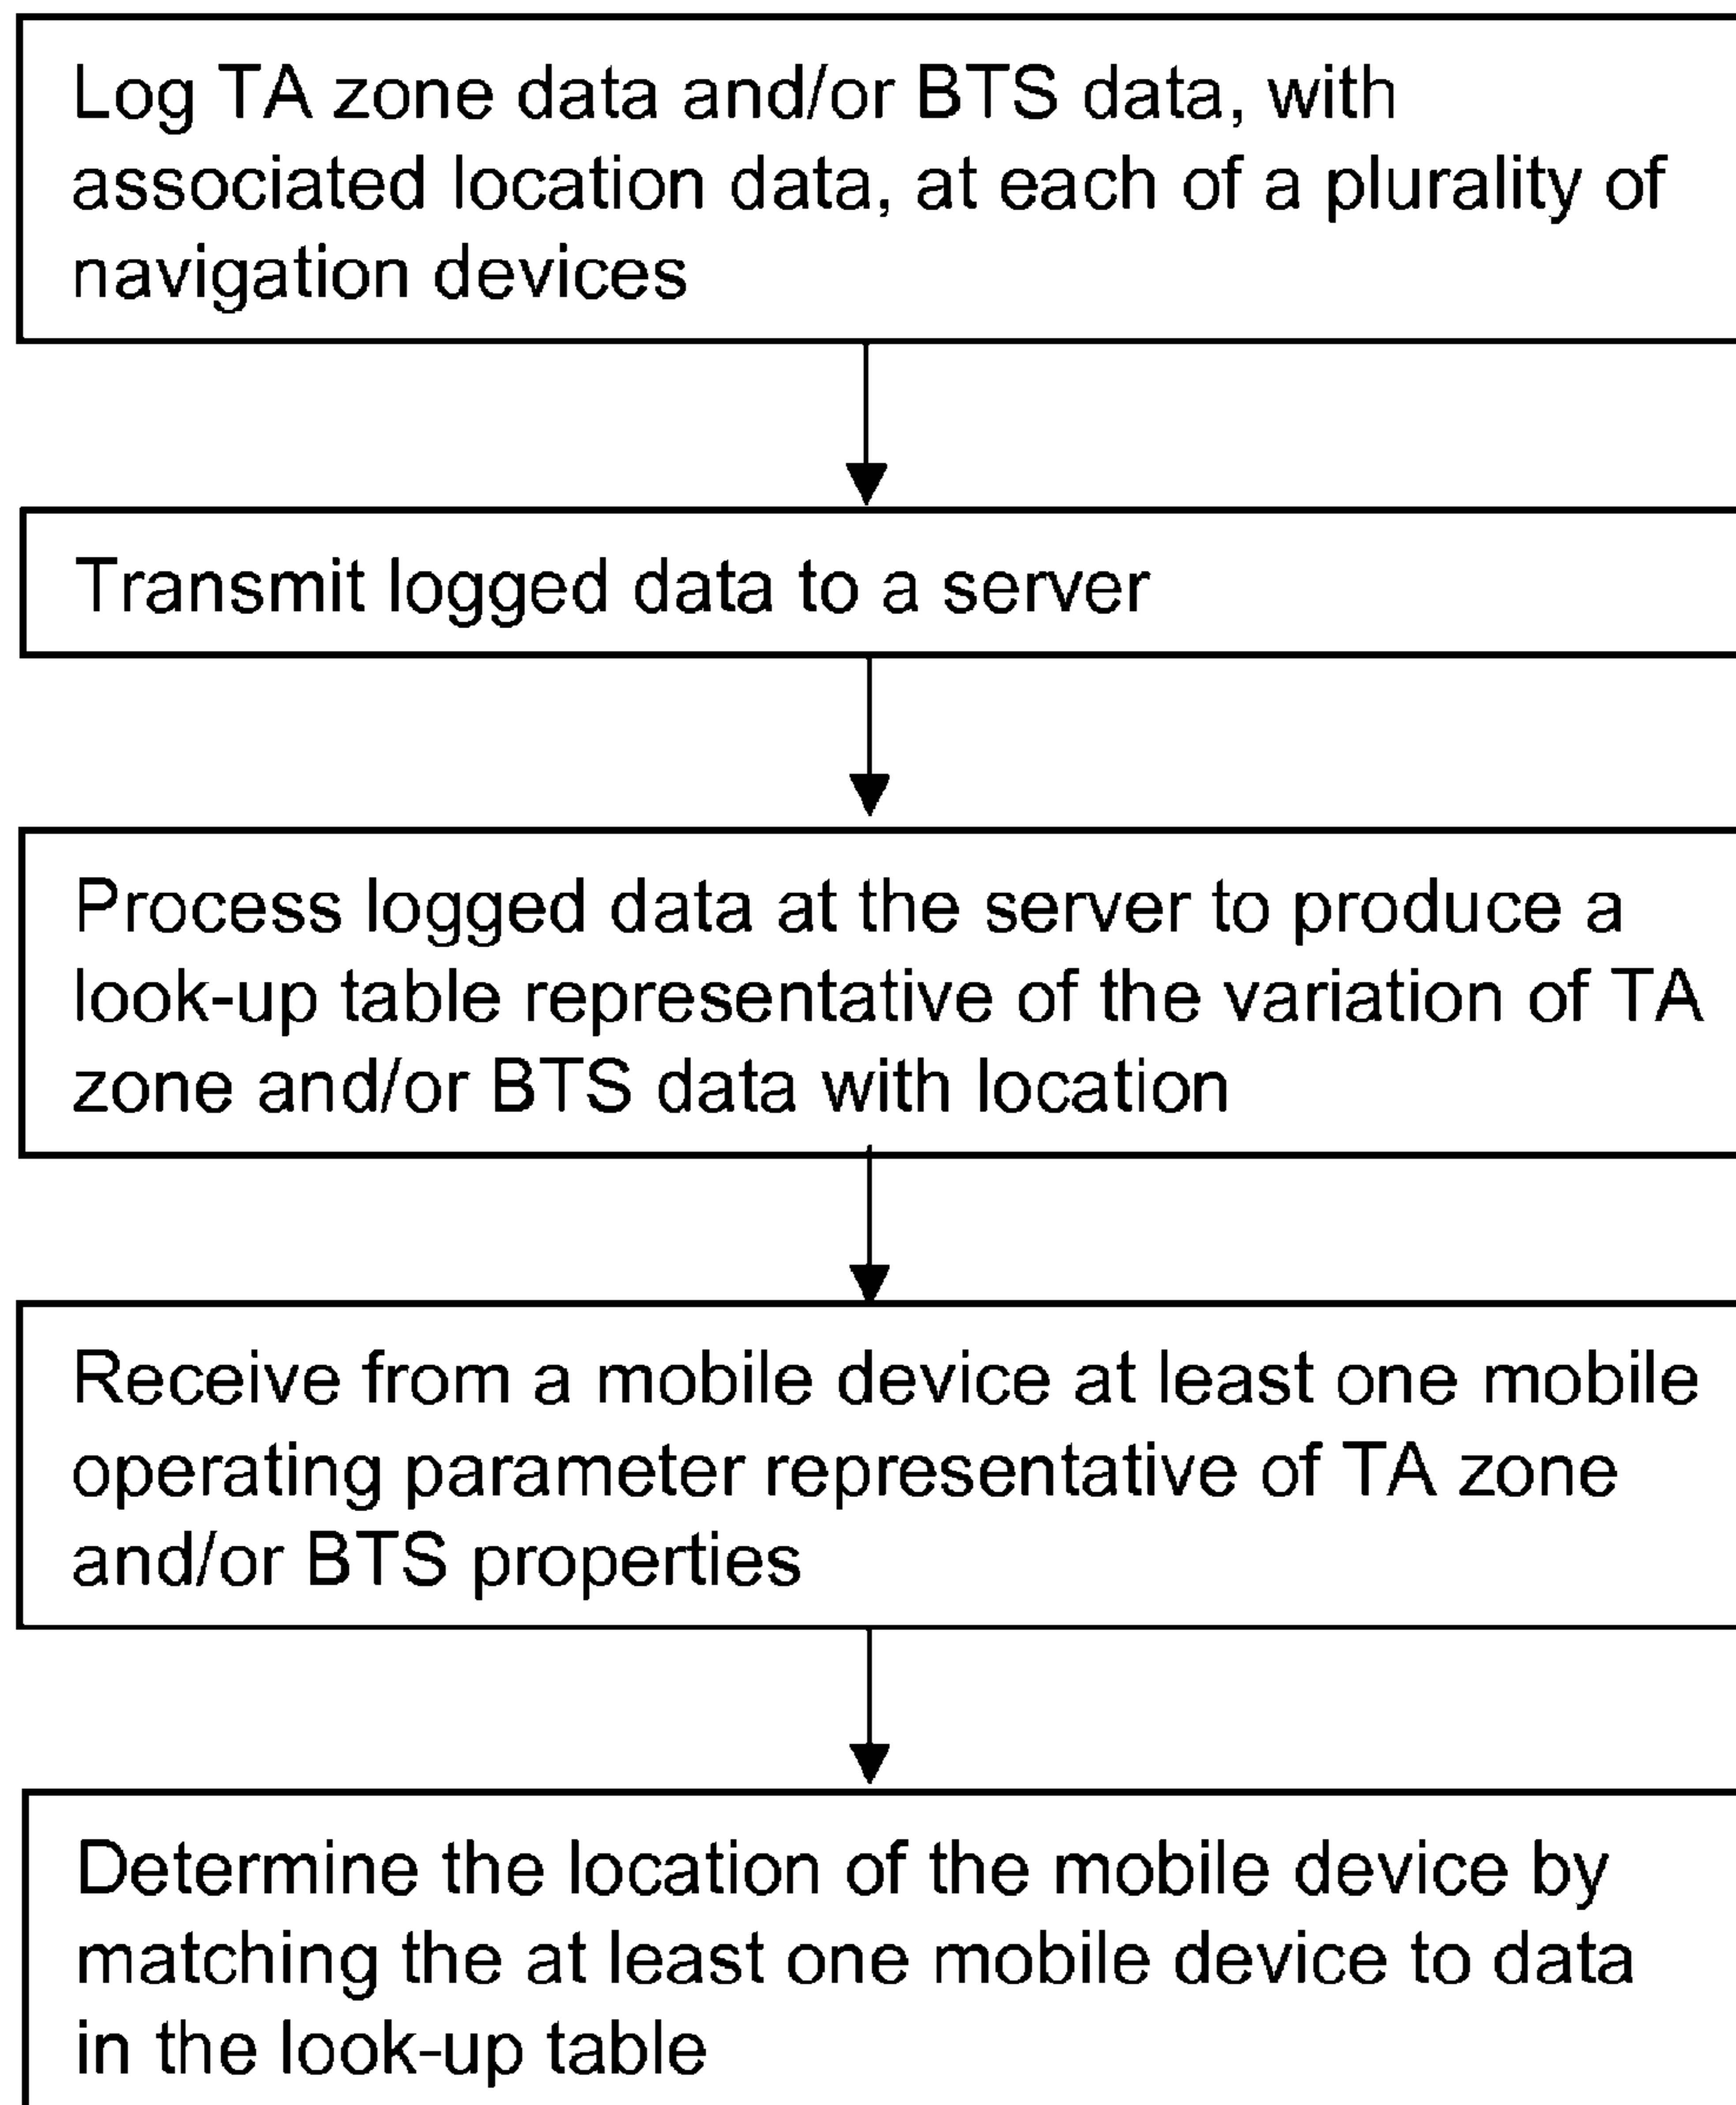 Log TA zone data and/or BTS data, with
associated location data, at each of a plurality of
navigation devices
Transmit logged data to a server
Process logged data at the server to produce a
look-up table representative of the variation of TA
zone and/or BTS data with location
Receive from a mobile device at least one mobile
operating parameter representative of TA zone
and/or BTS properties
Determine the location of the mobile device by
matching the at least one mobile device to data
in the look-up table